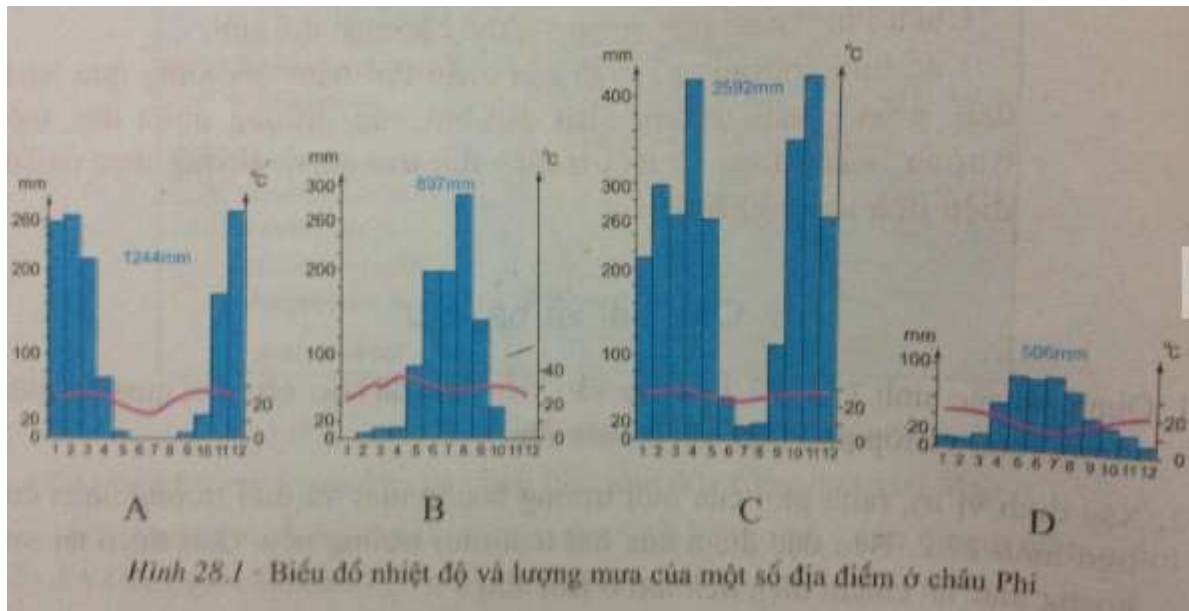 mm
260
200
100
20
0
°C
20
0
1244mm
1 2 3 4 5 6 7 8 9 10 11 12
A
mm
300
260
200
100
20
0
°C
40
20
0
897mm
1 2 3 4 5 6 7 8 9 10 11 12
B
mm
400
300
260
200
100
20
0
°C
20
0
2592mm
1 2 3 4 5 6 7 8 9 10 11 12
C
mm
100
20
0
°C
20
0
506mm
1 2 3 4 5 6 7 8 9 10 11 12
D
Hình 28.1 - Biểu đồ nhiệt độ và lượng mưa của một số địa điểm ở châu Phi